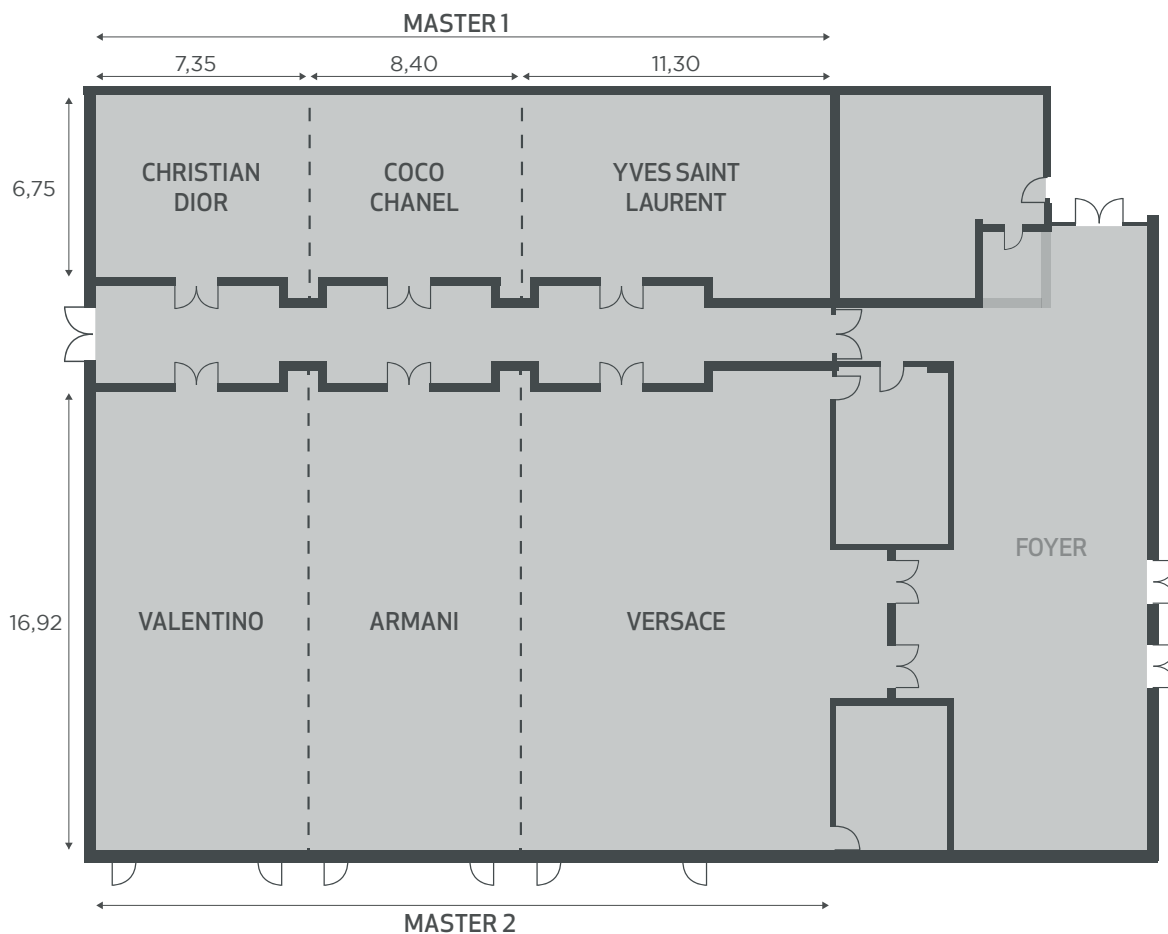 MASTER 1
7,35
8,40
11,30
6,75
CHRISTIAN
DIOR
COCO
CHANEL
YVES SAINT
LAURENT
FOYER
16,92
VALENTINO
ARMANI
VERSACE
MASTER 2